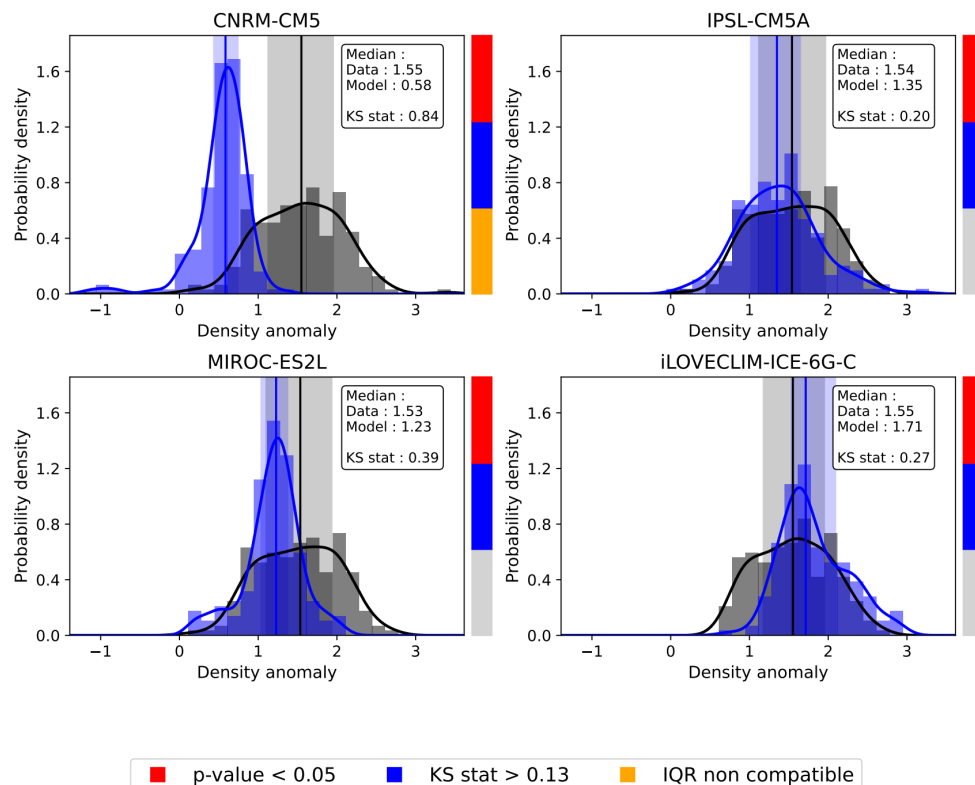 CNRM-CM5
Probability density
1.6
1.2
0.8
0.4
0.0
−1
0
1
2
3
Density anomaly
Median :
Data : 1.55
Model : 0.58
KS stat : 0.84
IPSL-CM5A
Probability density
1.6
1.2
0.8
0.4
0.0
−1
0
1
2
3
Density anomaly
Median :
Data : 1.54
Model : 1.35
KS stat : 0.20
MIROC-ES2L
Probability density
1.6
1.2
0.8
0.4
0.0
−1
0
1
2
3
Density anomaly
Median :
Data : 1.53
Model : 1.23
KS stat : 0.39
iLOVECLIM-ICE-6G-C
Probability density
1.6
1.2
0.8
0.4
0.0
−1
0
1
2
3
Density anomaly
Median :
Data : 1.55
Model : 1.71
KS stat : 0.27
p-value < 0.05
KS stat > 0.13
IQR non compatible